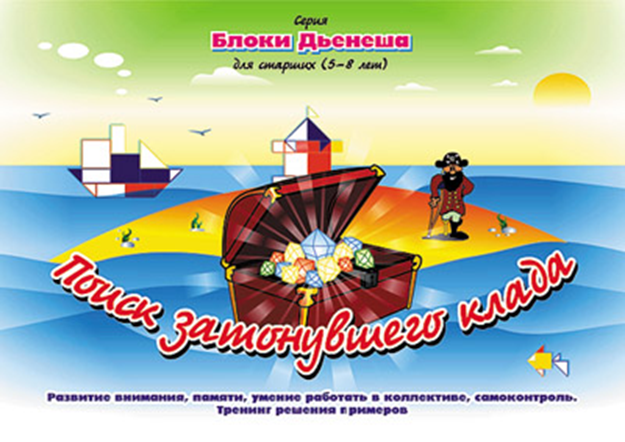 Серия
Блоки Дьенеша
для старших (5-8 лет)
Поиск затонувшего клада
Развитие внимания, памяти, умение работать в коллективе, самоконтроль.
Тренинг решения примеров